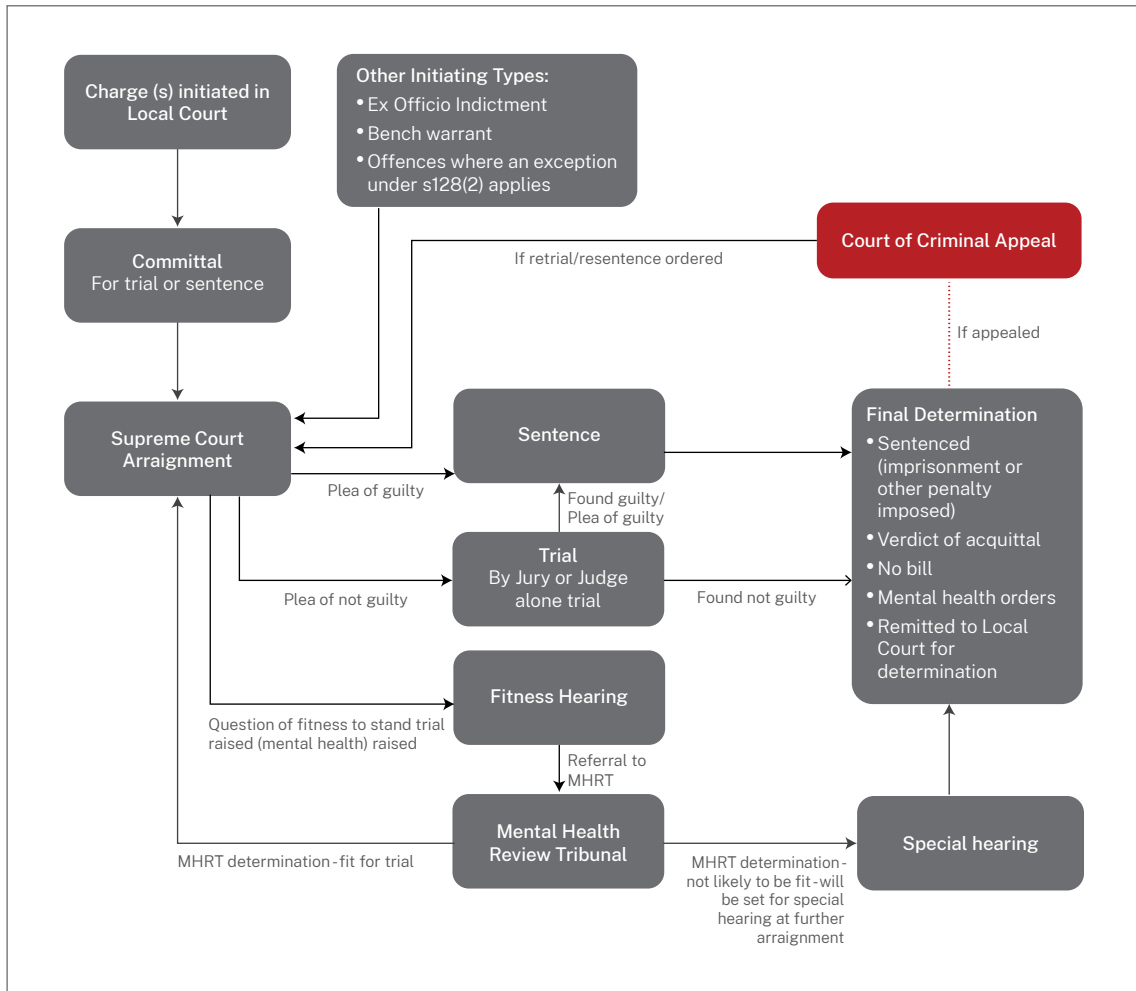 Charge (s) initiated in
Local Court
Other Initiating Types:
• Ex Officio Indictment
• Bench warrant
• Offences where an exception
under s128(2) applies
Committal
For trial or sentence
Court of Criminal Appeal
If retrial/resentence ordered
If appealed
Supreme Court
Arraignment
Plea of guilty
Sentence
Found guilty/
Plea of guilty
Final Determination
• Sentenced
(imprisonment or
other penalty
imposed)
• Verdict of acquittal
• No bill
• Mental health orders
• Remitted to Local
Court for
determination
Plea of not guilty
Trial
By Jury or Judge
alone trial
Found not guilty
Question of fitness to stand trial
raised (mental health) raised
Fitness Hearing
Referral to
MHRT
MHRT determination - fit for trial
Mental Health
Review Tribunal
MHRT determination -
not likely to be fit - will
be set for special
hearing at further
arraignment
Special hearing